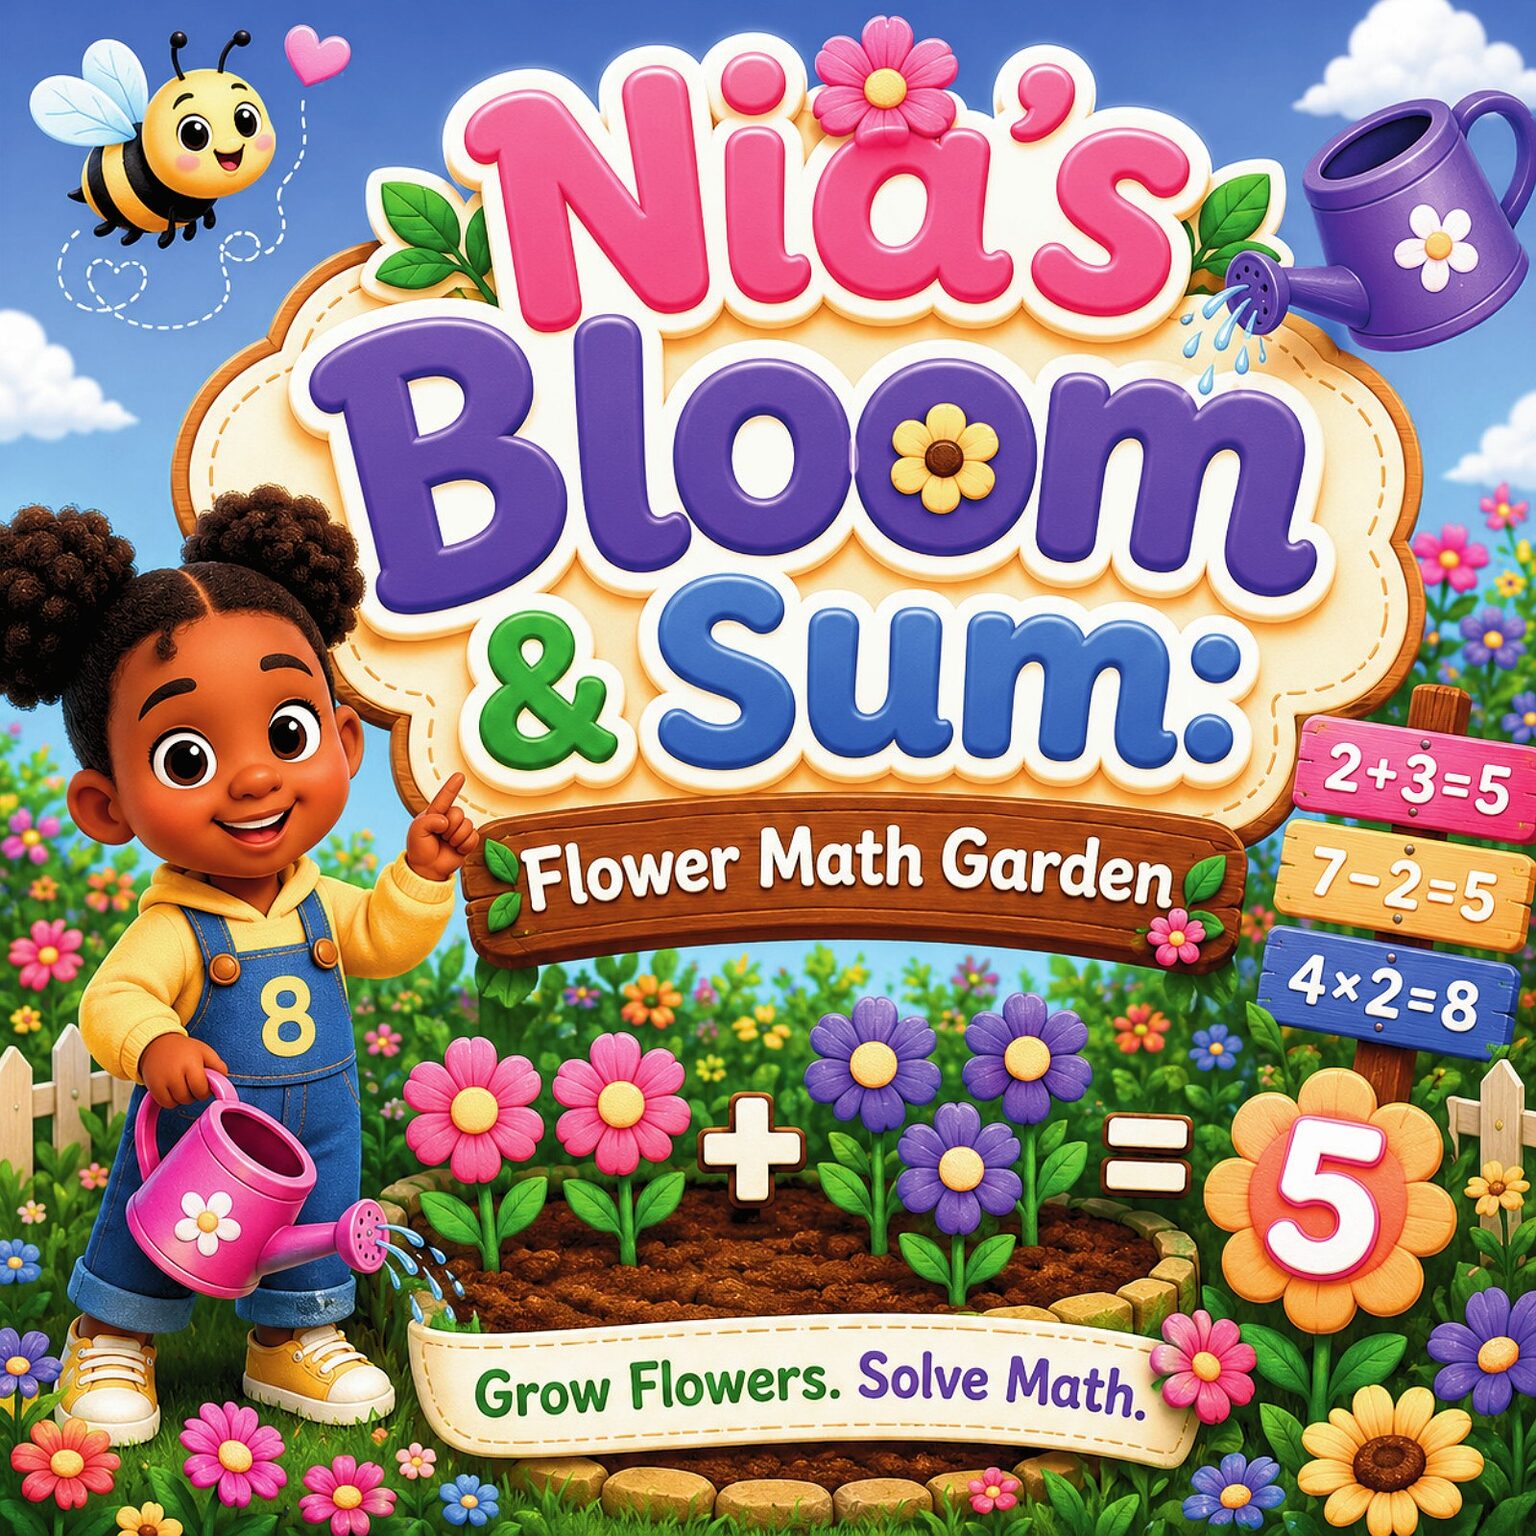 Nia's
Bloom
& Sum:
Flower Math Garden
2+3=5
7-2=5
4×2=8
8
+ = 5
Grow Flowers. Solve Math.